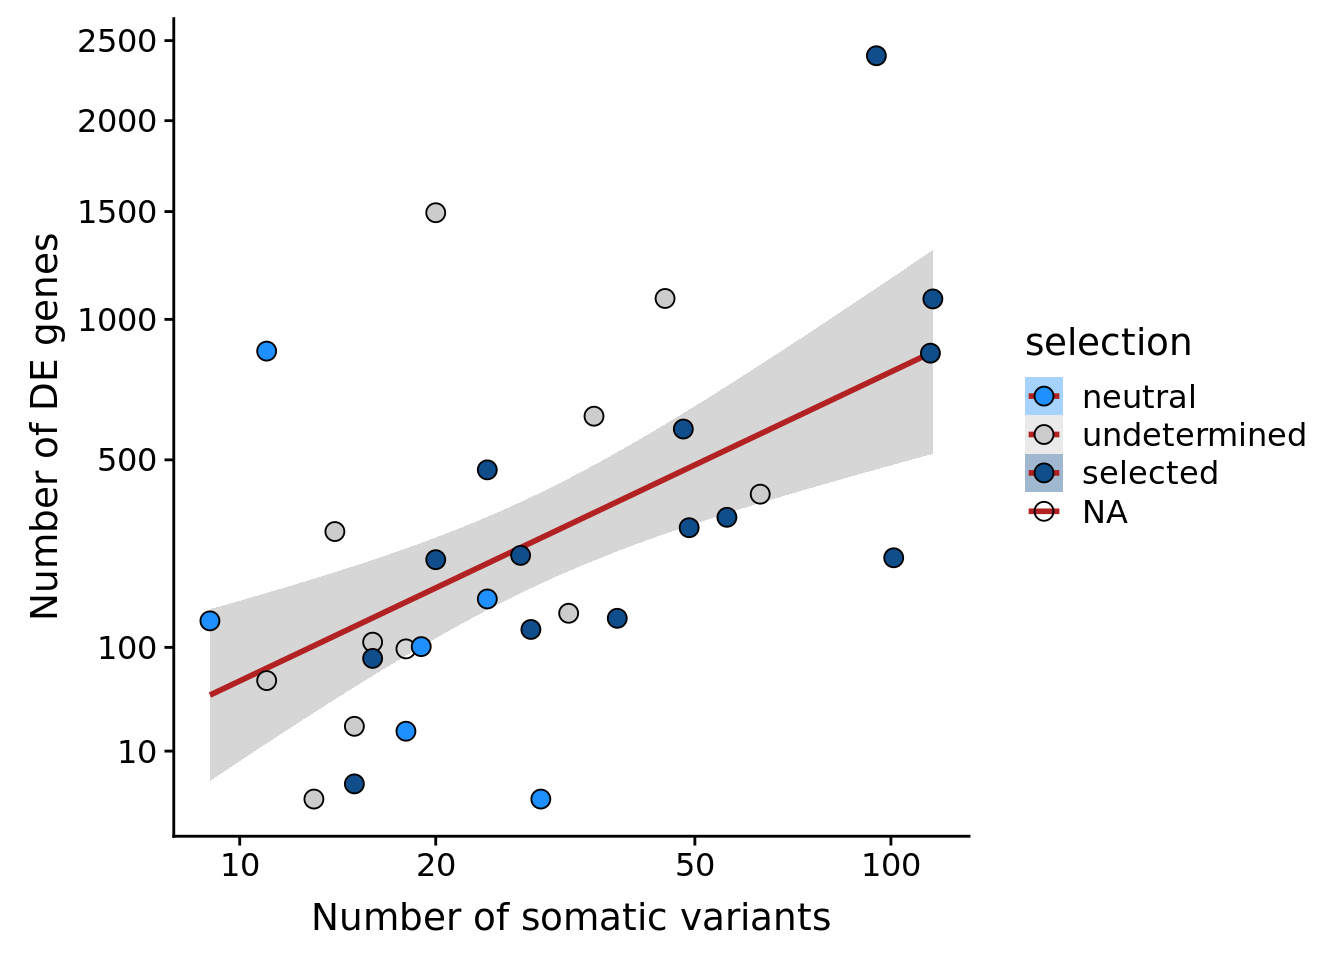 2500
2000
1500
1000
500
100
10
Number of DE genes
10 20 50 100
Number of somatic variants
selection
neutral
undetermined
selected
NA